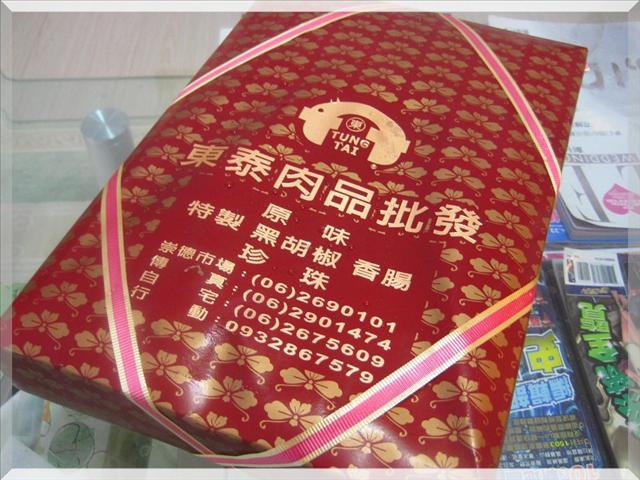 東
TUNG
TAI
東泰肉品批發
特製 原味 黑胡椒 珍珠 香腸
崇德市場:(06)2690101
傳真:(06)2901474
自宅:(06)2675609
行動:0932867579
WEDDING